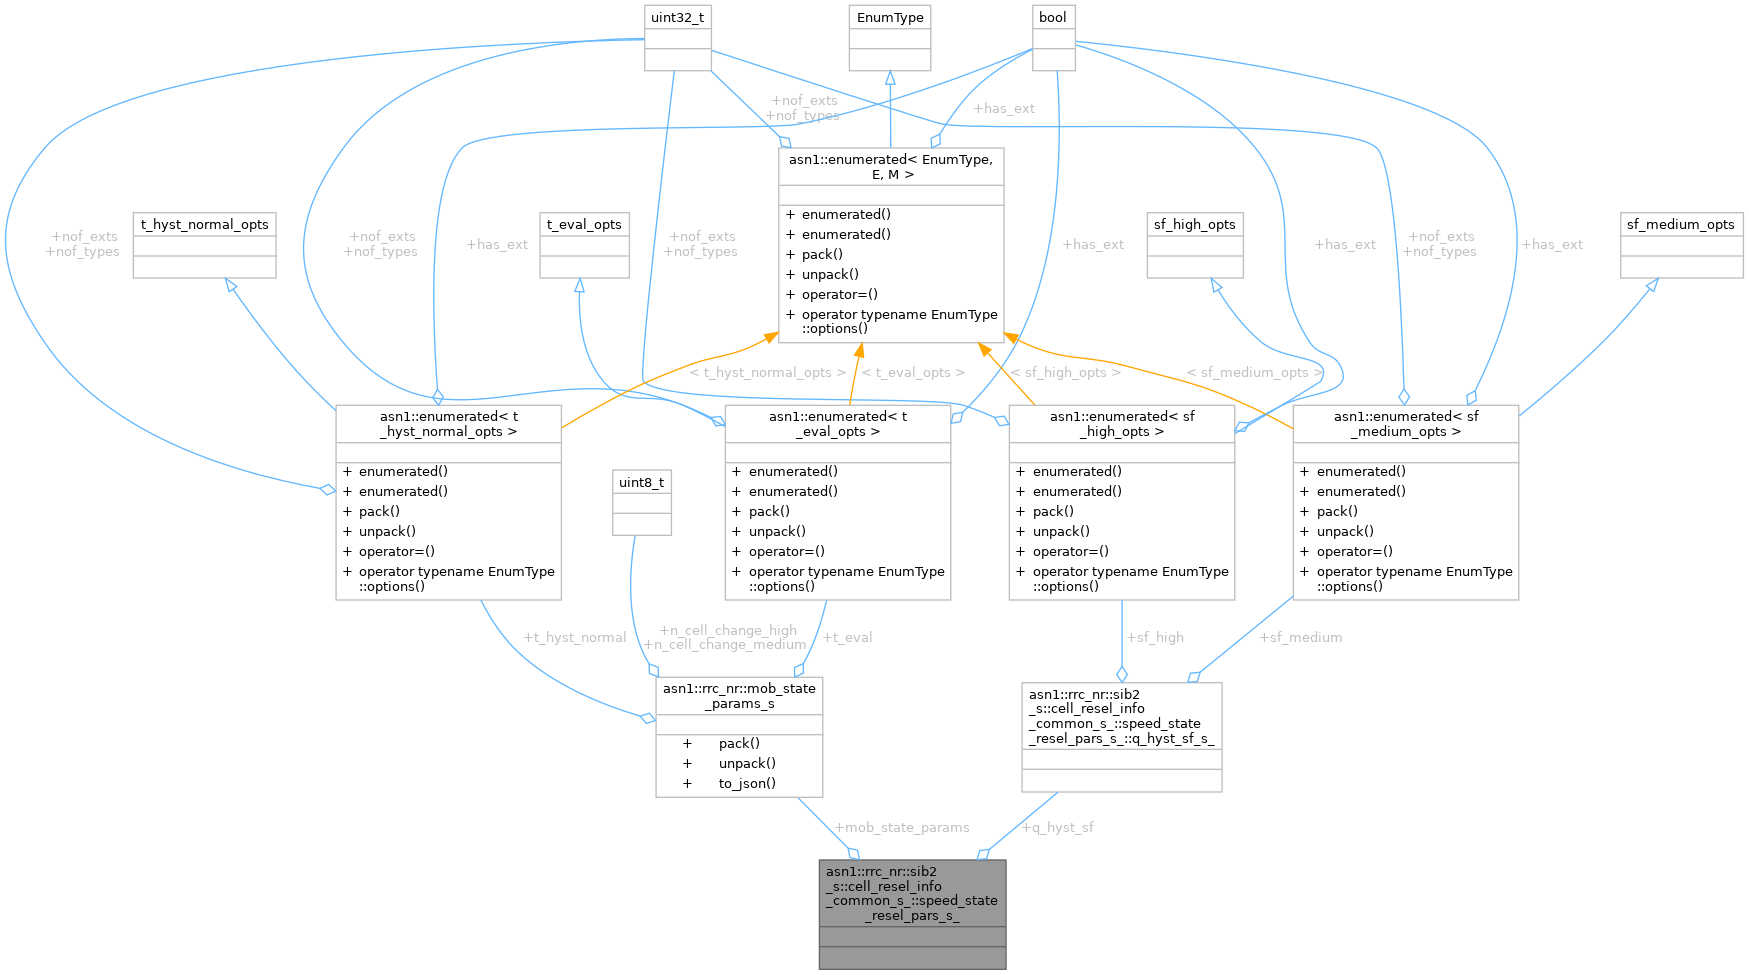 uint32_t
EnumType
bool
+nof_exts
+nof_types
+has_ext
asn1::enumerated< EnumType,
E, M >
+ enumerated()
+ enumerated()
+ pack()
+ unpack()
+ operator=()
+ operator typename EnumType
::options()
t_hyst_normal_opts
t_eval_opts
sf_high_opts
sf_medium_opts
+nof_exts
+nof_types
+nof_exts
+nof_types
+has_ext
+nof_exts
+nof_types
+has_ext
+has_ext
+nof_exts
+nof_types
+has_ext
< t_hyst_normal_opts >
< t_eval_opts >
< sf_high_opts >
< sf_medium_opts >
asn1::enumerated< t
_hyst_normal_opts >
+ enumerated()
+ enumerated()
+ pack()
+ unpack()
+ operator=()
+ operator typename EnumType
::options()
uint8_t
asn1::enumerated< t
_eval_opts >
+ enumerated()
+ enumerated()
+ pack()
+ unpack()
+ operator=()
+ operator typename EnumType
::options()
asn1::enumerated< sf
_high_opts >
+ enumerated()
+ enumerated()
+ pack()
+ unpack()
+ operator=()
+ operator typename EnumType
::options()
asn1::enumerated< sf
_medium_opts >
+ enumerated()
+ enumerated()
+ pack()
+ unpack()
+ operator=()
+ operator typename EnumType
::options()
+t_hyst_normal
+n_cell_change_high
+n_cell_change_medium
+t_eval
+sf_high
+sf_medium
asn1::rrc_nr::mob_state
_params_s
+ pack()
+ unpack()
+ to_json()
asn1::rrc_nr::sib2
_s::cell_resel_info
_common_s_::speed_state
_resel_pars_s_::q_hyst_sf_s_
+mob_state_params
+q_hyst_sf
asn1::rrc_nr::sib2
_s::cell_resel_info
_common_s_::speed_state
_resel_pars_s_